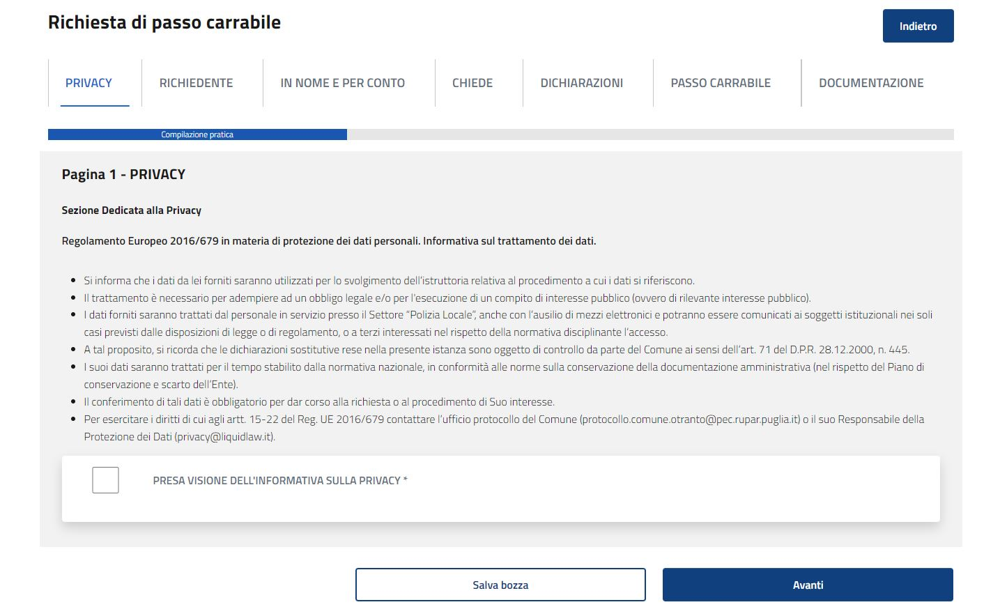 Richiesta di passo carrabile
Indietro
PRIVACY
RICHIEDENTE
IN NOME E PER CONTO
CHIEDE
DICHIARAZIONI
PASSO CARRABILE
DOCUMENTAZIONE
Compilazione pratica
Pagina 1 - PRIVACY
Sezione Dedicata alla Privacy
Regolamento Europeo 2016/679 in materia di protezione dei dati personali. Informativa sul trattamento dei dati.
Si informa che i dati da lei forniti saranno utilizzati per lo svolgimento dell’istruttoria relativa al procedimento a cui i dati si riferiscono.
Il trattamento è necessario per adempiere ad un obbligo legale e/o per l’esecuzione di un compito di interesse pubblico (ovvero di rilevante interesse pubblico).
I dati forniti saranno trattati dal personale in servizio presso il Settore “Polizia Locale”, anche con l’ausilio di mezzi elettronici e potranno essere comunicati ai soggetti istituzionali nei soli
casi previsti dalle disposizioni di legge o di regolamento, o a terzi interessati nel rispetto della normativa disciplinante l’accesso.
A tal proposito, si ricorda che le dichiarazioni sostitutive rese nella presente istanza sono oggetto di controllo da parte del Comune ai sensi dell’art. 71 del D.P.R. 28.12.2000, n. 445.
I suoi dati saranno trattati per il tempo stabilito dalla normativa nazionale, in conformità alle norme sulla conservazione della documentazione amministrativa (nel rispetto del Piano di
conservazione e scarto dell’Ente).
Il conferimento di tali dati è obbligatorio per dar corso alla richiesta o al procedimento di Suo interesse.
Per esercitare i diritti di cui agli artt. 15-22 del Reg. UE 2016/679 contattare l’ufficio protocollo del Comune (protocollo.comune.otranto@pec.rupar.puglia.it) o il suo Responsabile della
Protezione dei Dati (privacy@liquidlaw.it).
PRESA VISIONE DELL'INFORMATIVA SULLA PRIVACY *
Salva bozza
Avanti